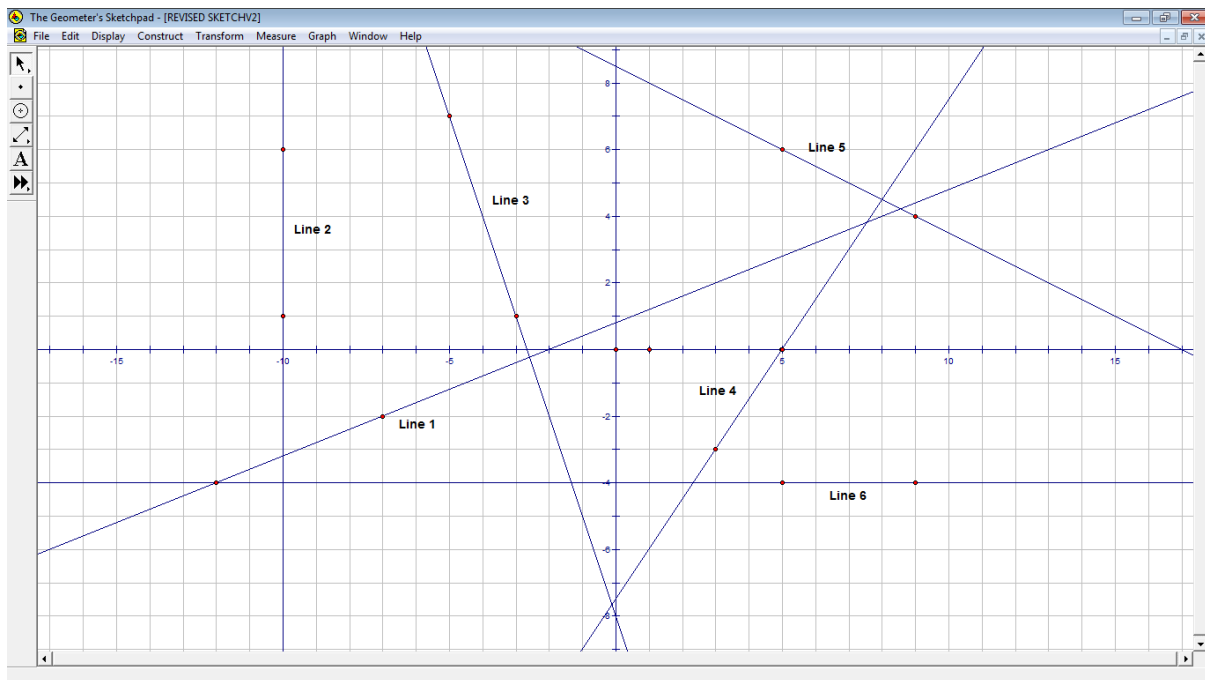 The Geometer's Sketchpad - [REVISED SKETCHV2]
File Edit Display Construct Transform Measure Graph Window Help
A
8
6
4
2
-2
-4
-6
-8
-15 -10 -5 5 10 15
Line 5
Line 3
Line 2
Line 4
Line 1
Line 6